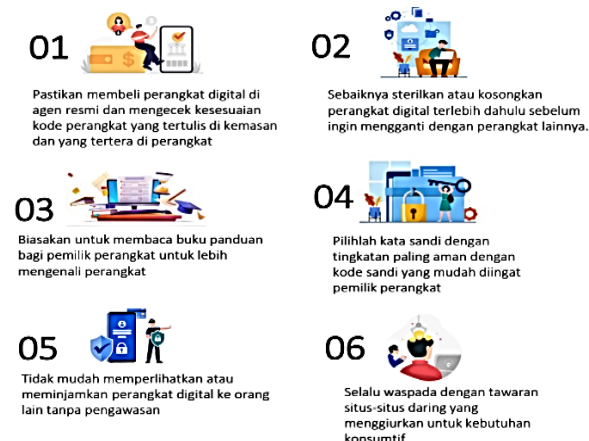 01
Pastikan membeli perangkat digital di
agen resmi dan mengecek kesesuaian
kode perangkat yang tertulis di kemasan
dan yang tertera di perangkat
02
Sebaiknya sterilkan atau kosongkan
perangkat digital terlebih dahulu sebelum
ingin mengganti dengan perangkat lainnya.
03
Biasakan untuk membaca buku panduan
bagi pemilik perangkat untuk lebih
mengenali perangkat
04
Pilihlah kata sandi dengan
tingkatan paling aman dengan
kode sandi yang mudah diingat
pemilik perangkat
05
Tidak mudah memperlihatkan atau
meminjamkan perangkat digital ke orang
lain tanpa pengawasan
06
Selalu waspada dengan tawaran
situs-situs daring yang
menggiurkan untuk kebutuhan
konsumtif